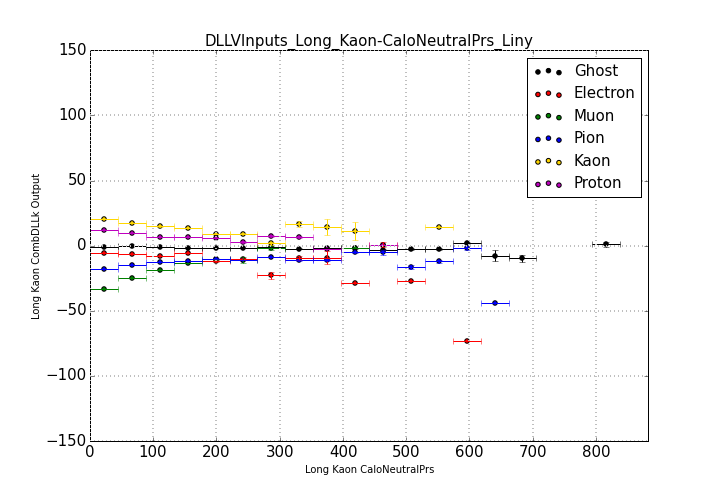 DLLVInputs_Long_Kaon-CaloNeutralPrs_Liny
150
100
50
0
−50
−100
−150
Long Kaon CombDLLk Output
Ghost
Electron
Muon
Pion
Kaon
Proton
0 100 200 300 400 500 600 700 800
Long Kaon CaloNeutralPrs